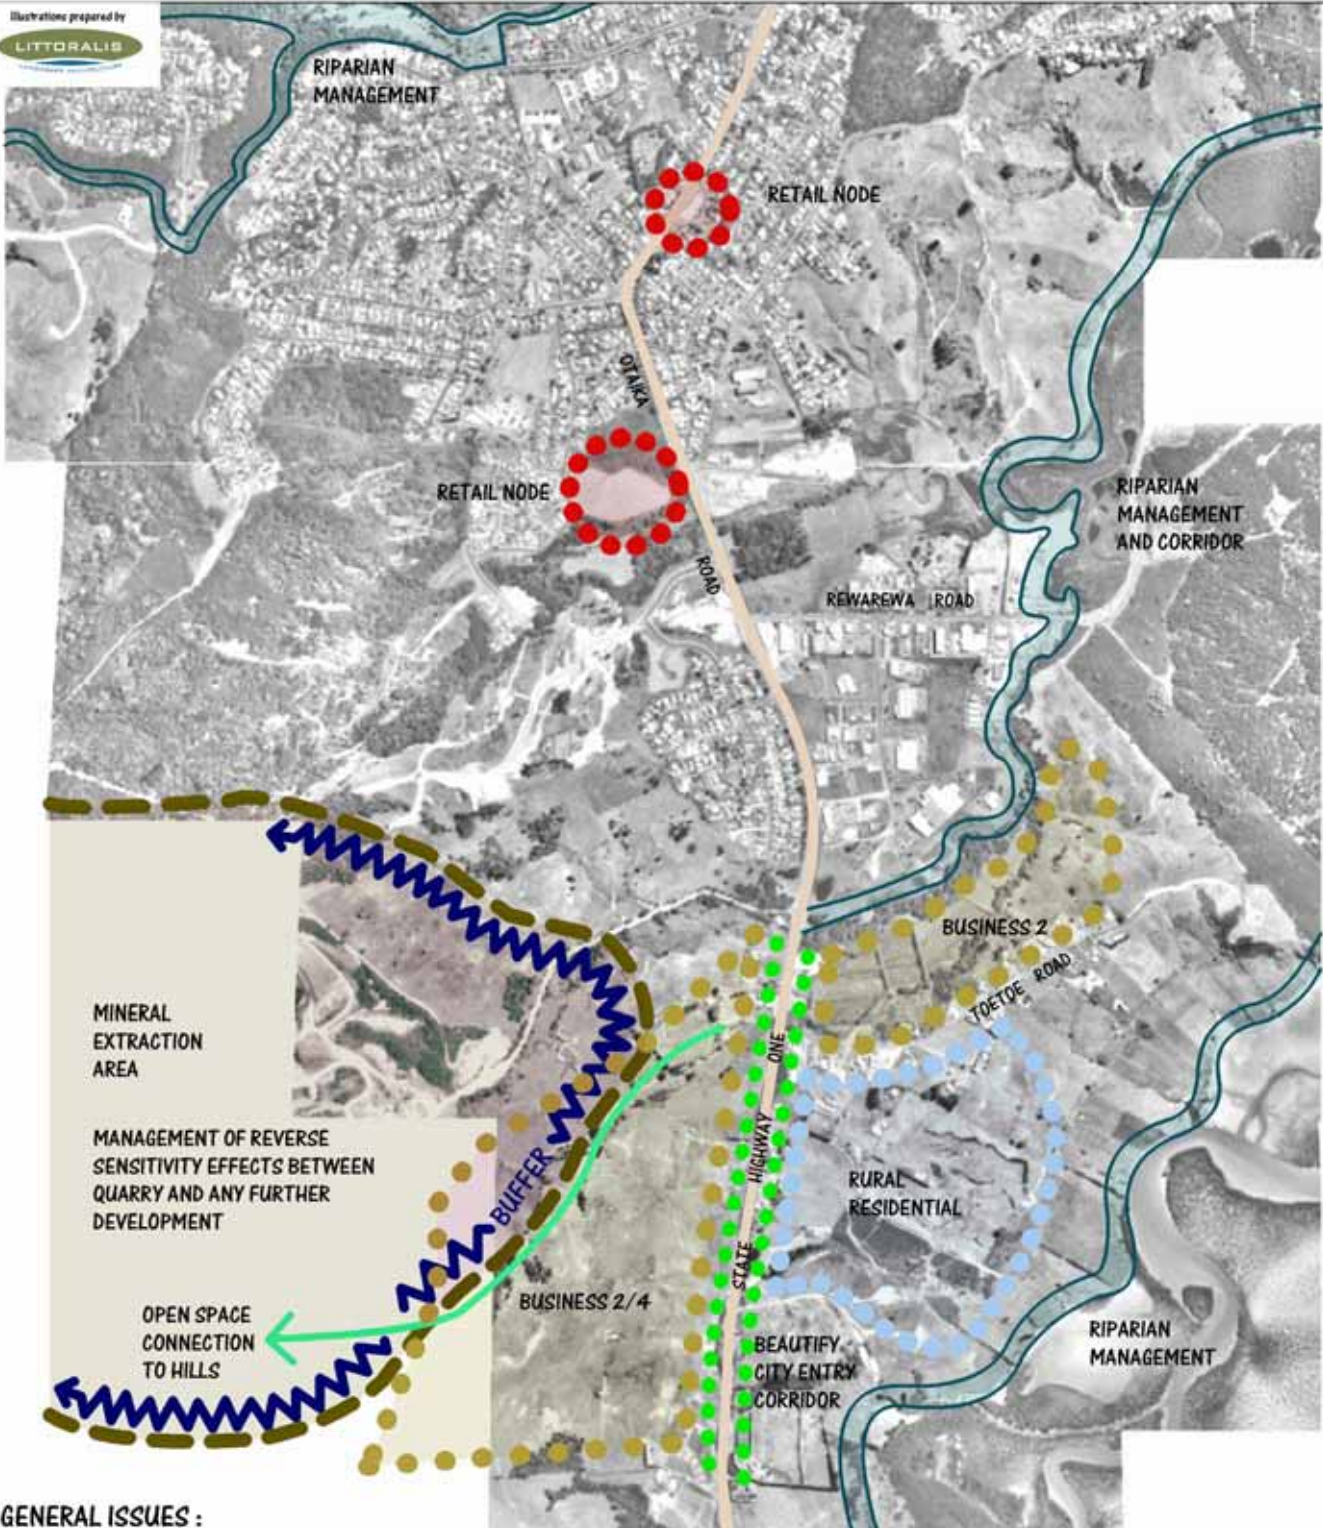 Illustrations prepared by
LITTORALIS
RIPARIAN
MANAGEMENT
RETAIL NODE
OTAIKA
RETAIL NODE
RIPARIAN
MANAGEMENT
AND CORRIDOR
ROAD
REWAREWA ROAD
BUSINESS 2
TOETOE ROAD
MINERAL
EXTRACTION
AREA
STATE HIGHWAY ONE
MANAGEMENT OF REVERSE
SENSITIVITY EFFECTS BETWEEN
QUARRY AND ANY FURTHER
DEVELOPMENT
BUFFER
RURAL
RESIDENTIAL
BUSINESS 2/4
OPEN SPACE
CONNECTION
TO HILLS
BEAUTIFY
CITY ENTRY
CORRIDOR
RIPARIAN
MANAGEMENT
GENERAL ISSUES :